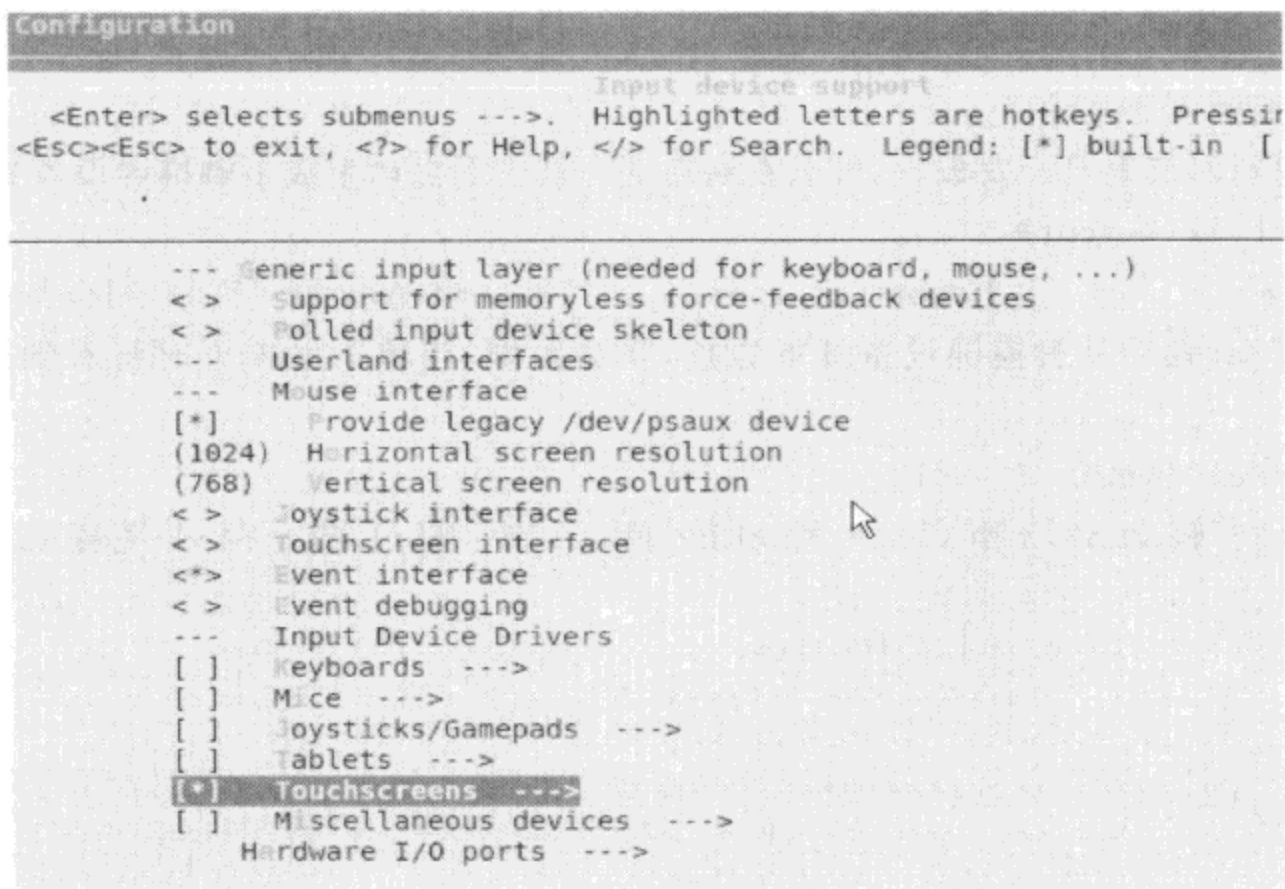 Configuration
Input device support
<Enter> selects submenus --->.  Highlighted letters are hotkeys.  Pressin
<Esc><Esc> to exit, <?> for Help, </> for Search.  Legend: [*] built-in  [
--- Generic input layer (needed for keyboard, mouse, ...)
< >   Support for memoryless force-feedback devices
< >   Polled input device skeleton
---   Userland interfaces
---   Mouse interface
[*]     Provide legacy /dev/psaux device
(1024)  Horizontal screen resolution
(768)   Vertical screen resolution
< >   Joystick interface
< >   Touchscreen interface
<*>   Event interface
< >   Event debugging
---   Input Device Drivers
[ ]   Keyboards  --->
[ ]   Mice  --->
[ ]   Joysticks/Gamepads  --->
[ ]   Tablets  --->
[*]   Touchscreens  --->
[ ]   Miscellaneous devices  --->
Hardware I/O ports  --->